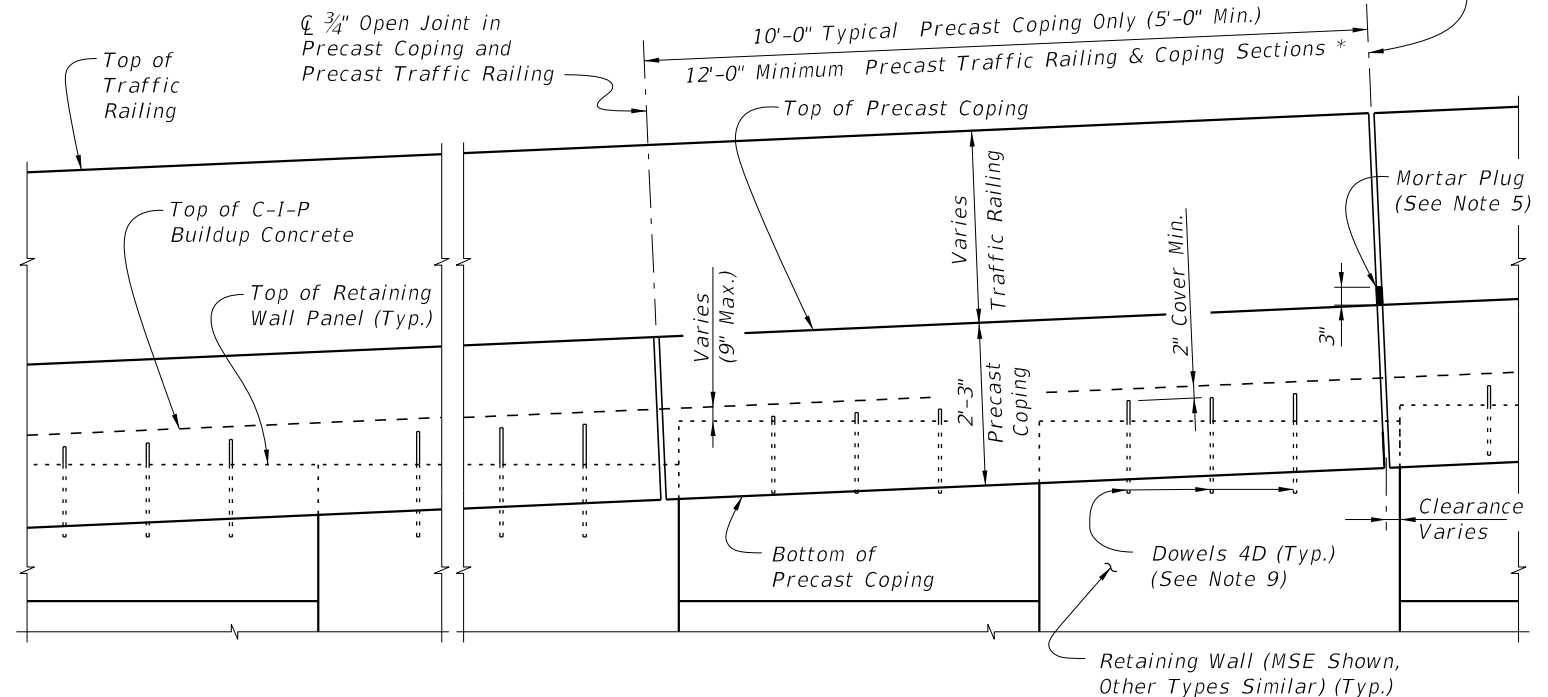 ℄ ¾" Open Joint in
Precast Coping and
Precast Traffic Railing
10'-0" Typical Precast Coping Only (5'-0" Min.)
12'-0" Minimum Precast Traffic Railing & Coping Sections *
Top of
Traffic
Railing
Top of Precast Coping
Mortar Plug
(See Note 5)
Top of C-I-P
Buildup Concrete
Varies
Traffic Railing
2" Cover Min.
Top of Retaining
Wall Panel (Typ.)
Varies
(9" Max.)
3"
2'-3"
Precast
Coping
Clearance
Varies
Bottom of
Precast Coping
Dowels 4D (Typ.)
(See Note 9)
Retaining Wall (MSE Shown,
Other Types Similar) (Typ.)